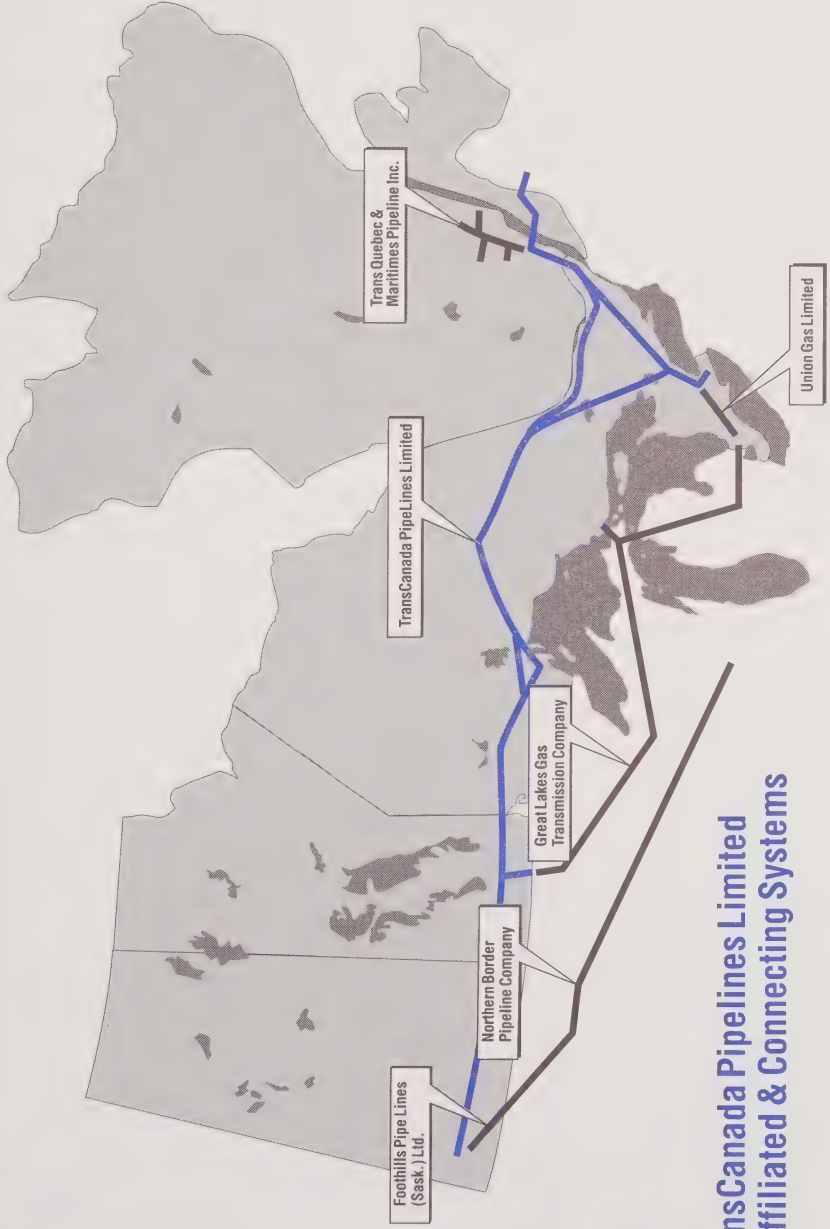 Trans Quebec &
Maritimes Pipeline Inc.
TransCanada PipeLines Limited
Union Gas Limited
Great Lakes Gas
Transmission Company
Northern Border
Pipeline Company
Foothills Pipe Lines
(Sask.) Ltd.
nsCanada Pipelines Limited
ffiliated & Connecting Systems